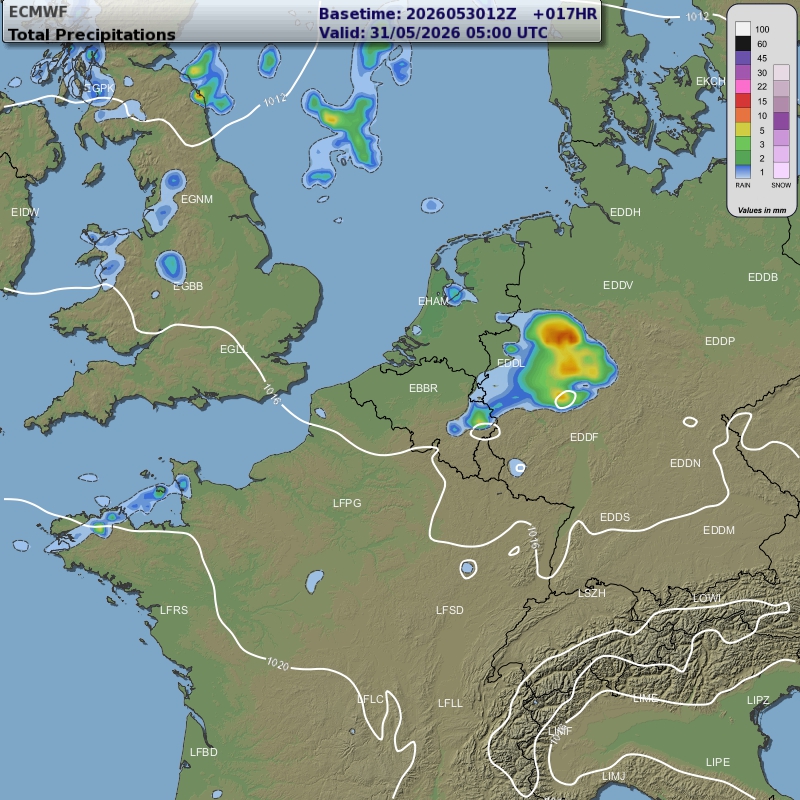 ECMWF
Basetime: 2026053012Z +017HR
Total Precipitations
Valid: 31/05/2026 05:00 UTC
1012
100
60
45
30
22
15
10
5
3
2
1
RAIN
SNOW
Values in mm
EKCH
1012
EGPK
EIDW
EGNM
EDDH
EGBB
EHAM
EDDV
EDDB
EGLL
EDDL
EDDP
1016
EBBR
EDDF
EDDN
LFPG
EDDS
EDDM
1016
LFRS
LFSD
LSZH
LOWI
1020
LFLC
LFLL
LIME
LIPZ
LIMF
LFBD
LIPE
LIMJ